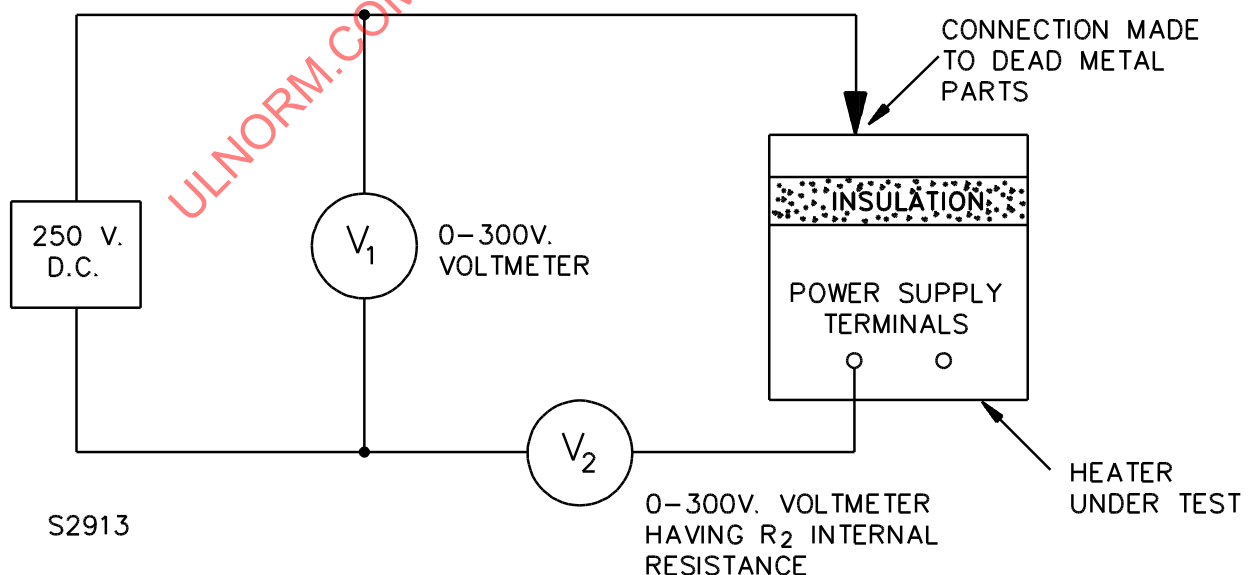 ULNORM.COM
CONNECTION MADE
TO DEAD METAL
PARTS
250 V.
D.C.
V1
0-300V.
VOLTMETER
INSULATION
POWER SUPPLY
TERMINALS
V2
0-300V. VOLTMETER
HAVING R2 INTERNAL
RESISTANCE
HEATER
UNDER TEST
S2913